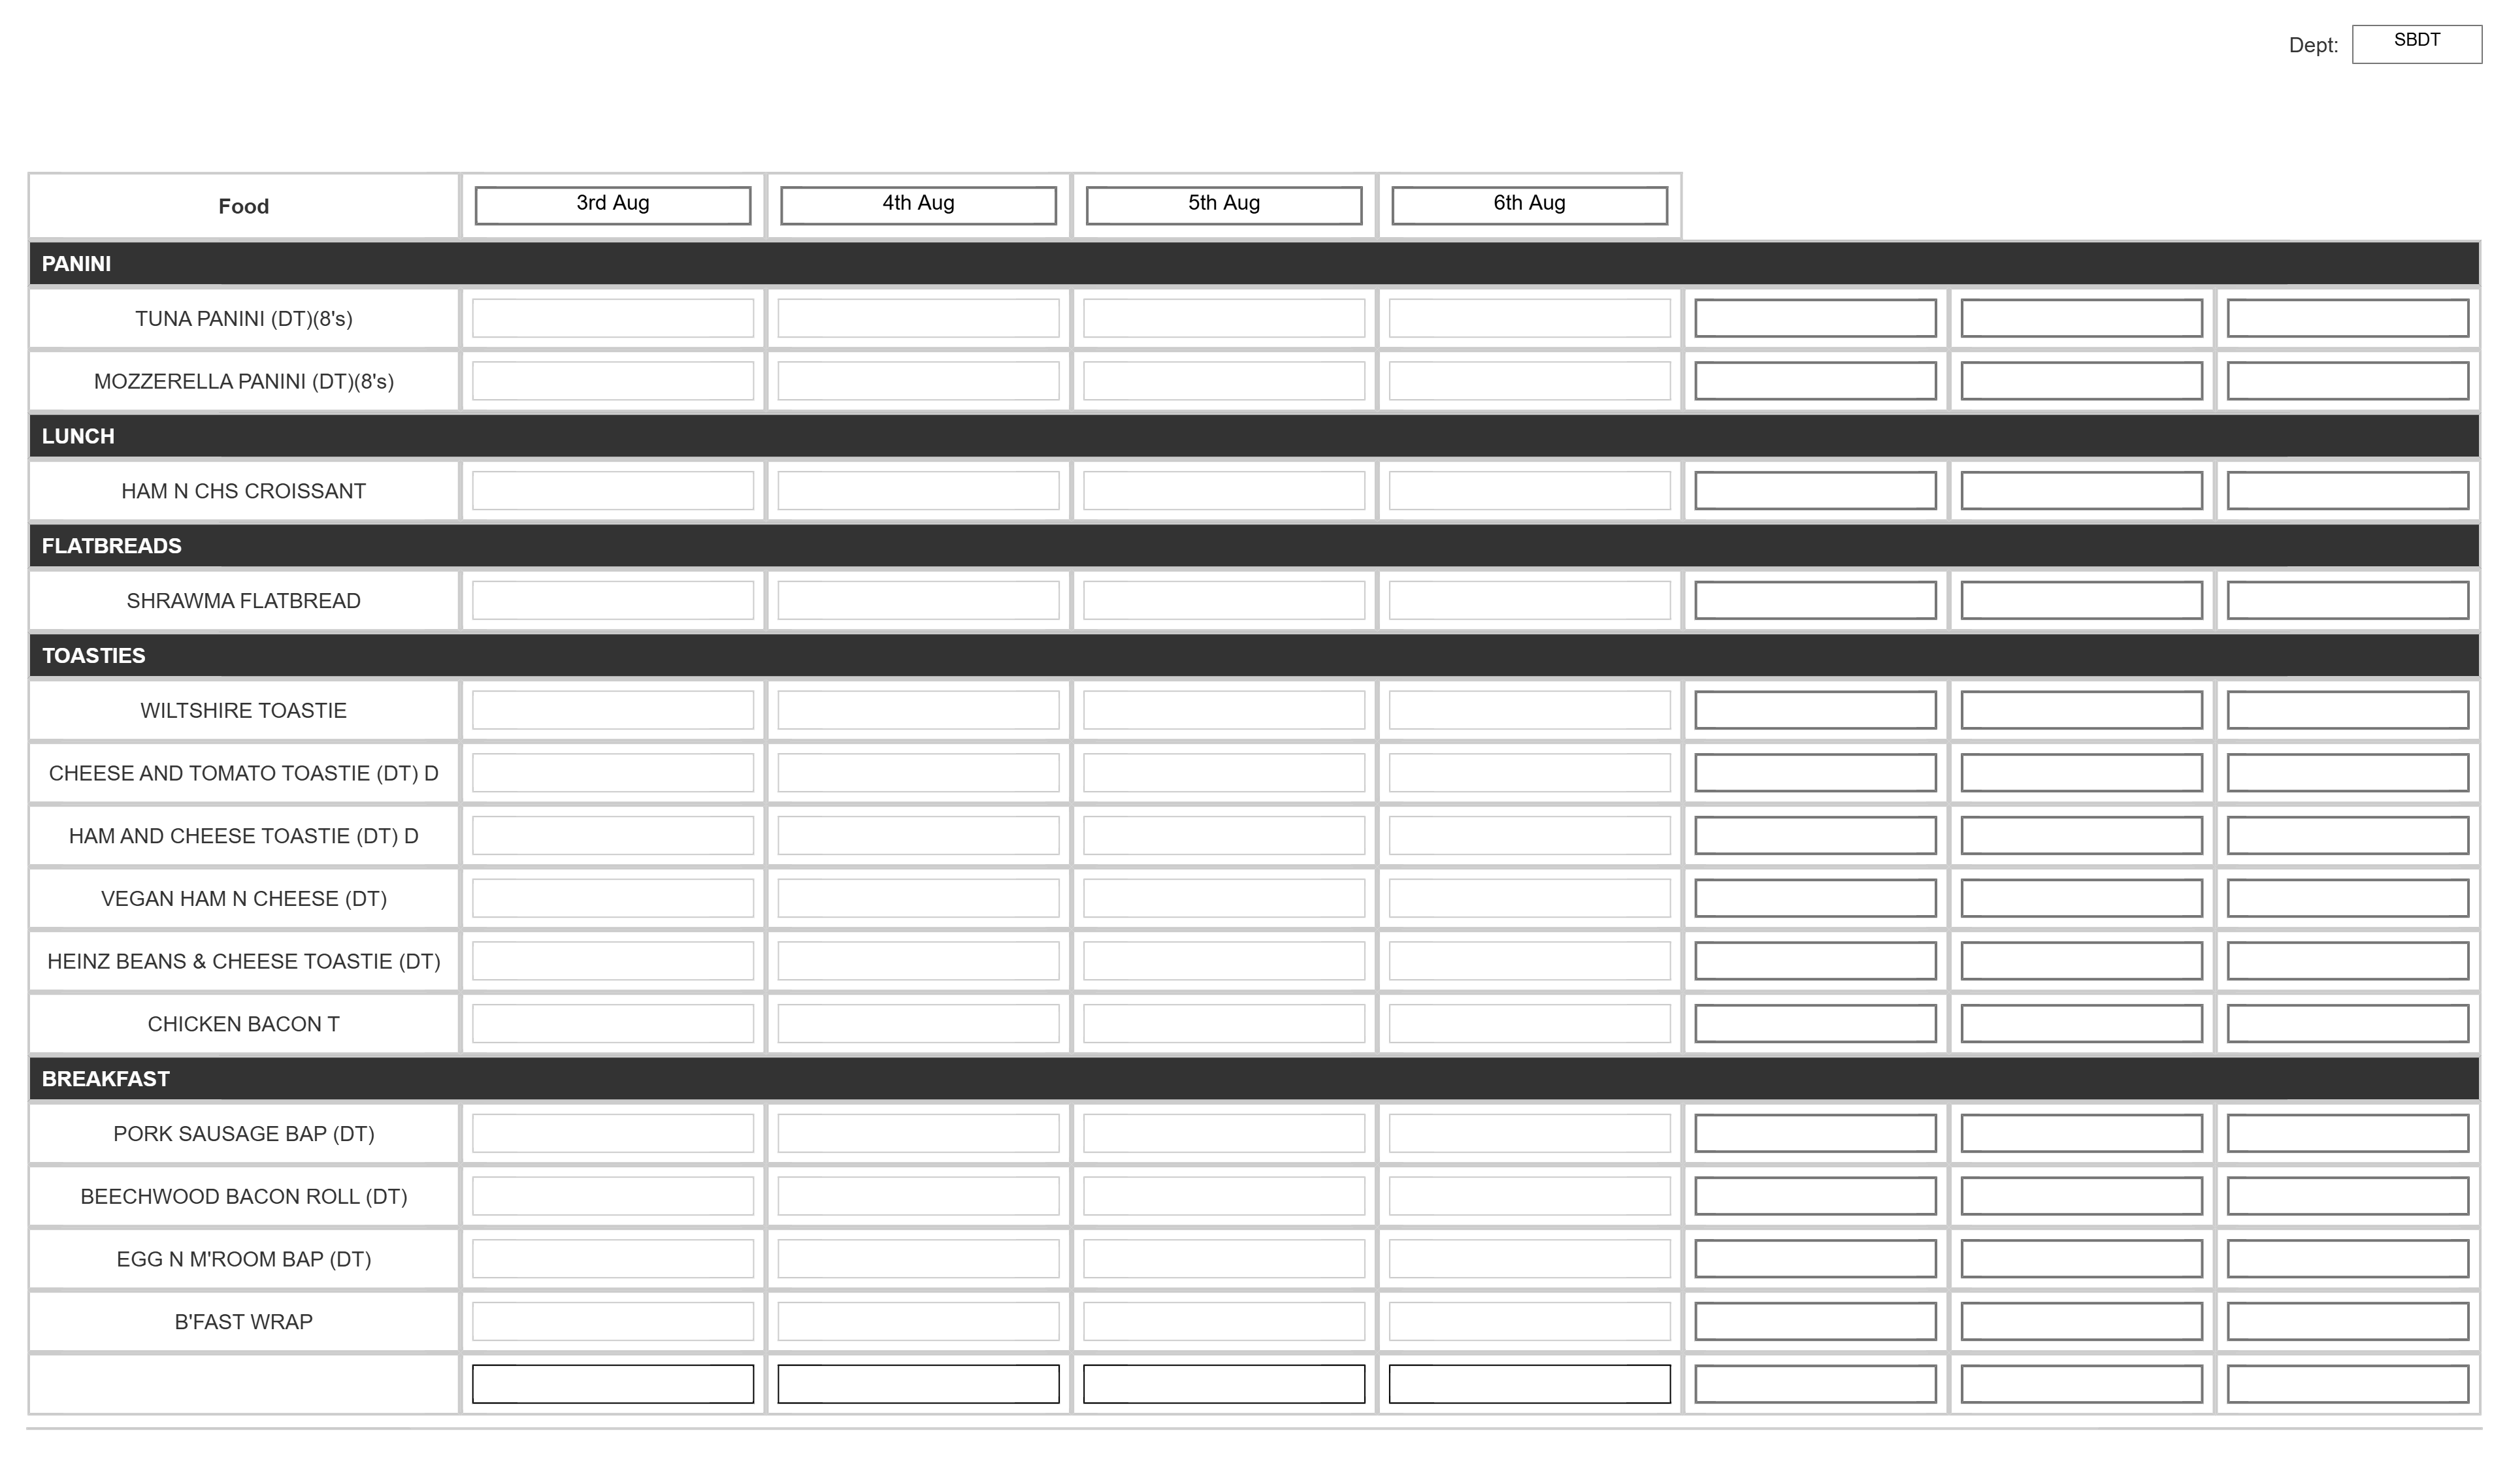 Dept: SBDT
Food 3rd Aug 4th Aug 5th Aug 6th Aug
PANINI
TUNA PANINI (DT)(8's)
MOZZERELLA PANINI (DT)(8's)
LUNCH
HAM N CHS CROISSANT
FLATBREADS
SHRAWMA FLATBREAD
TOASTIES
WILTSHIRE TOASTIE
CHEESE AND TOMATO TOASTIE (DT) D
HAM AND CHEESE TOASTIE (DT) D
VEGAN HAM N CHEESE (DT)
HEINZ BEANS & CHEESE TOASTIE (DT)
CHICKEN BACON T
BREAKFAST
PORK SAUSAGE BAP (DT)
BEECHWOOD BACON ROLL (DT)
EGG N M'ROOM BAP (DT)
B'FAST WRAP